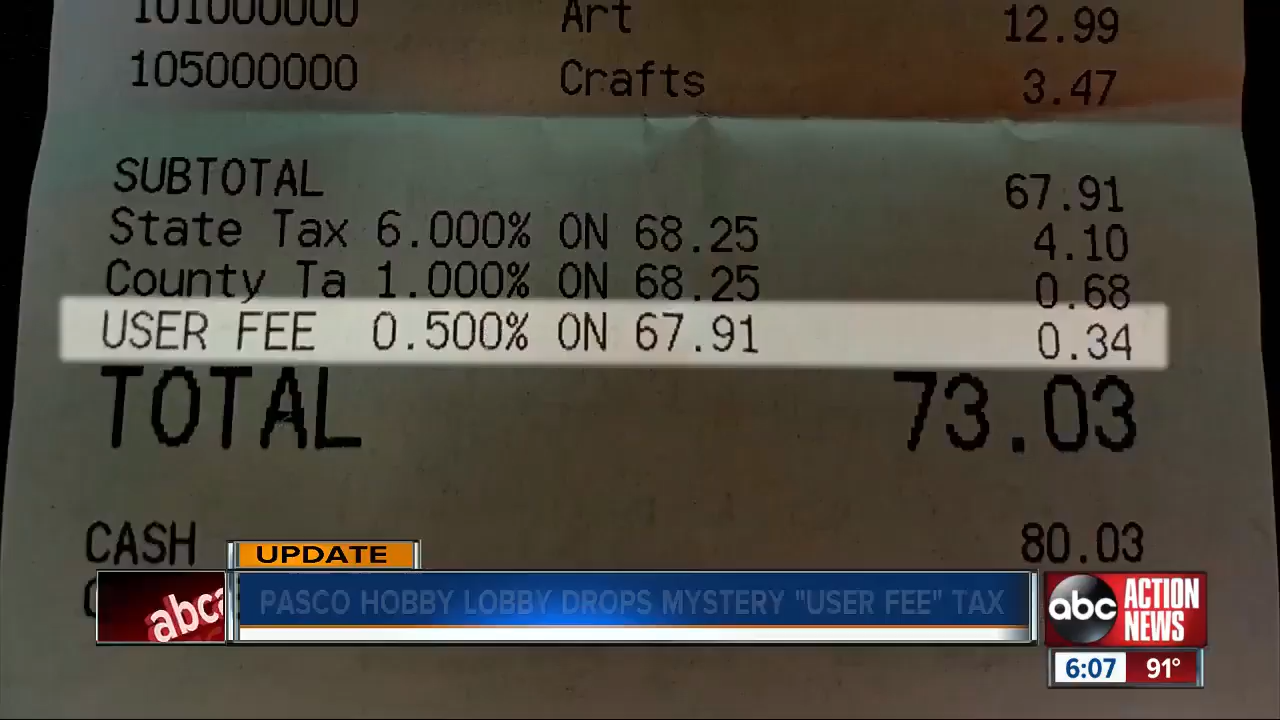 101000000 Art 12.99
105000000 Crafts 3.47
SUBTOTAL 67.91
State Tax 6.000% ON 68.25 4.10
County Ta 1.000% ON 68.25 0.68
USER FEE 0.500% ON 67.91 0.34
TOTAL 73.03
CASH 80.03
UPDATE
abc
PASCO HOBBY LOBBY DROPS MYSTERY "USER FEE" TAX
abc ACTION NEWS
6:07 91°